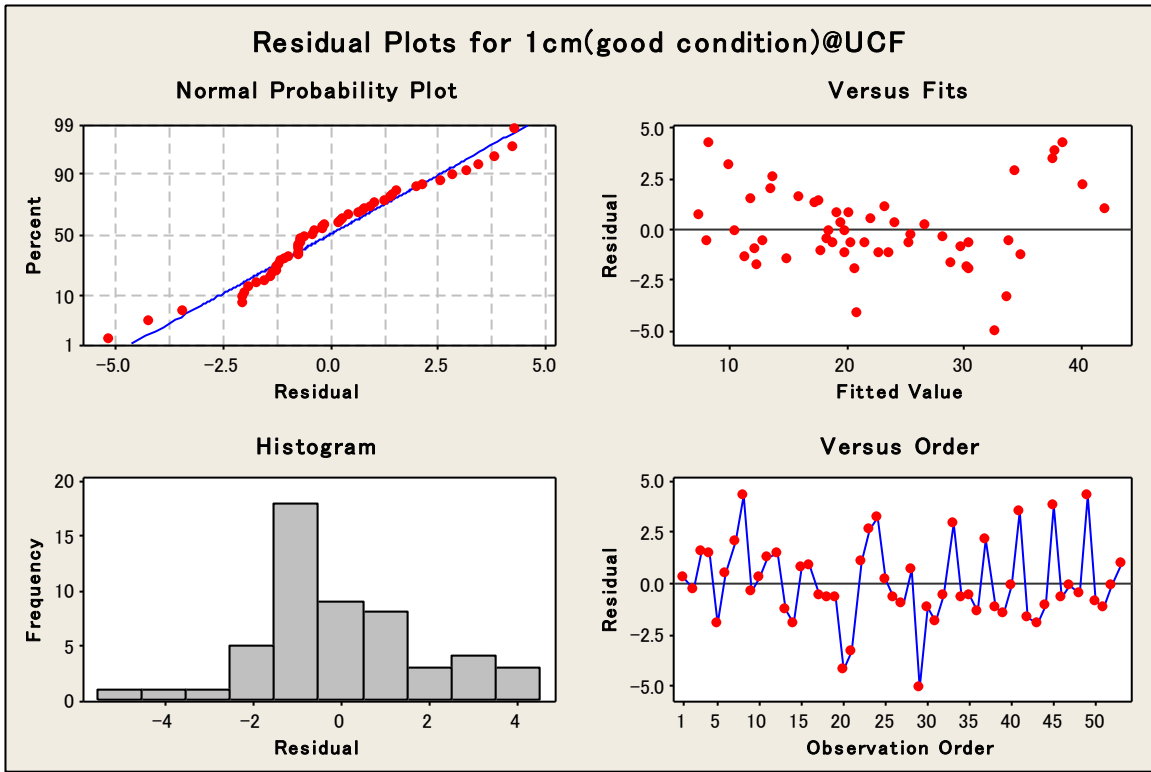 Residual Plots for 1cm(good condition)@UCF
Normal Probability Plot
99
90
50
10
1
Percent
-5.0 -2.5 0.0 2.5 5.0
Residual
Versus Fits
5.0
2.5
0.0
-2.5
-5.0
Residual
10 20 30 40
Fitted Value
Histogram
20
15
10
5
0
Frequency
-4 -2 0 2 4
Residual
Versus Order
5.0
2.5
0.0
-2.5
-5.0
Residual
1 5 10 15 20 25 30 35 40 45 50
Observation Order